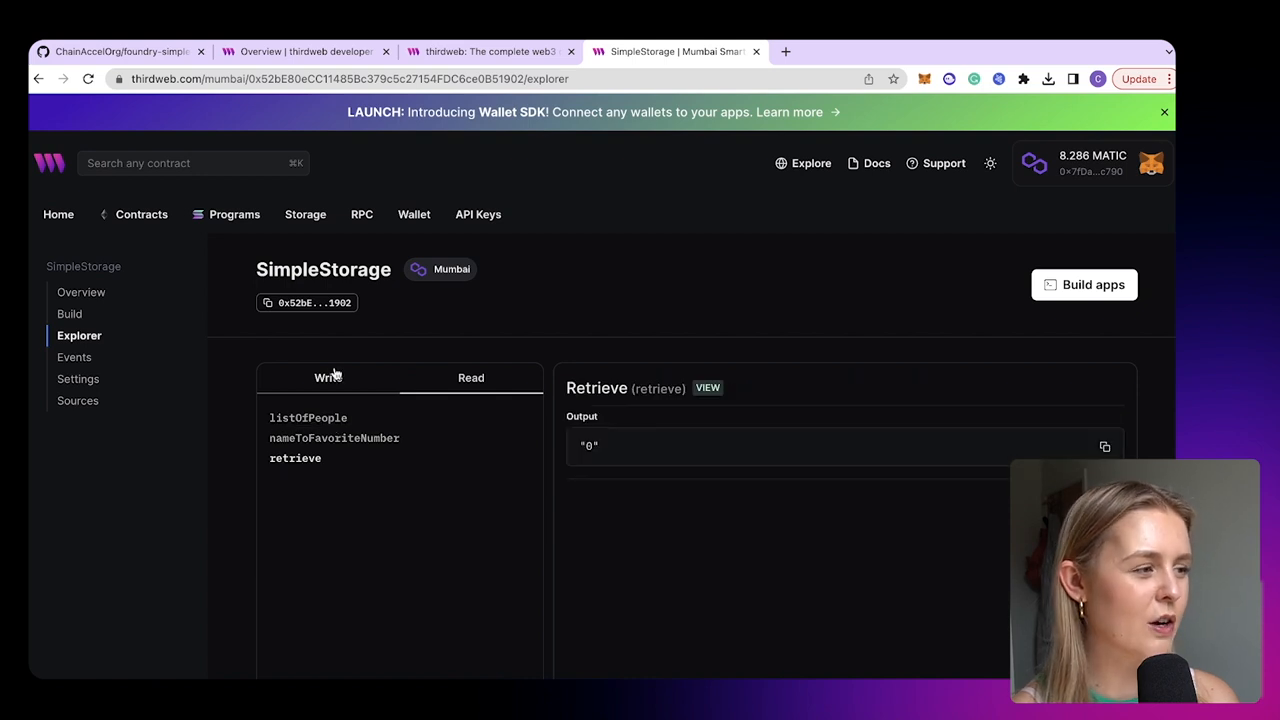 ChainAccelOrg/foundry-simple
Overview | thirdweb developer
thirdweb: The complete web3
SimpleStorage | Mumbai Smar
thirdweb.com/mumbai/0x52bE80eCC11485Bc379c5c27154FDC6ce0B51902/explorer
C
Update
LAUNCH: Introducing Wallet SDK! Connect any wallets to your apps. Learn more →
Search any contract
⌘K
Explore
Docs
Support
8.286 MATIC
0x7fDa...c790
Home
Contracts
Programs
Storage
RPC
Wallet
API Keys
SimpleStorage
Overview
Build
Explorer
Events
Settings
Sources
SimpleStorage
Mumbai
0x52bE...1902
Build apps
Write
Read
listOfPeople
nameToFavoriteNumber
retrieve
Retrieve (retrieve) VIEW
Output
"0"